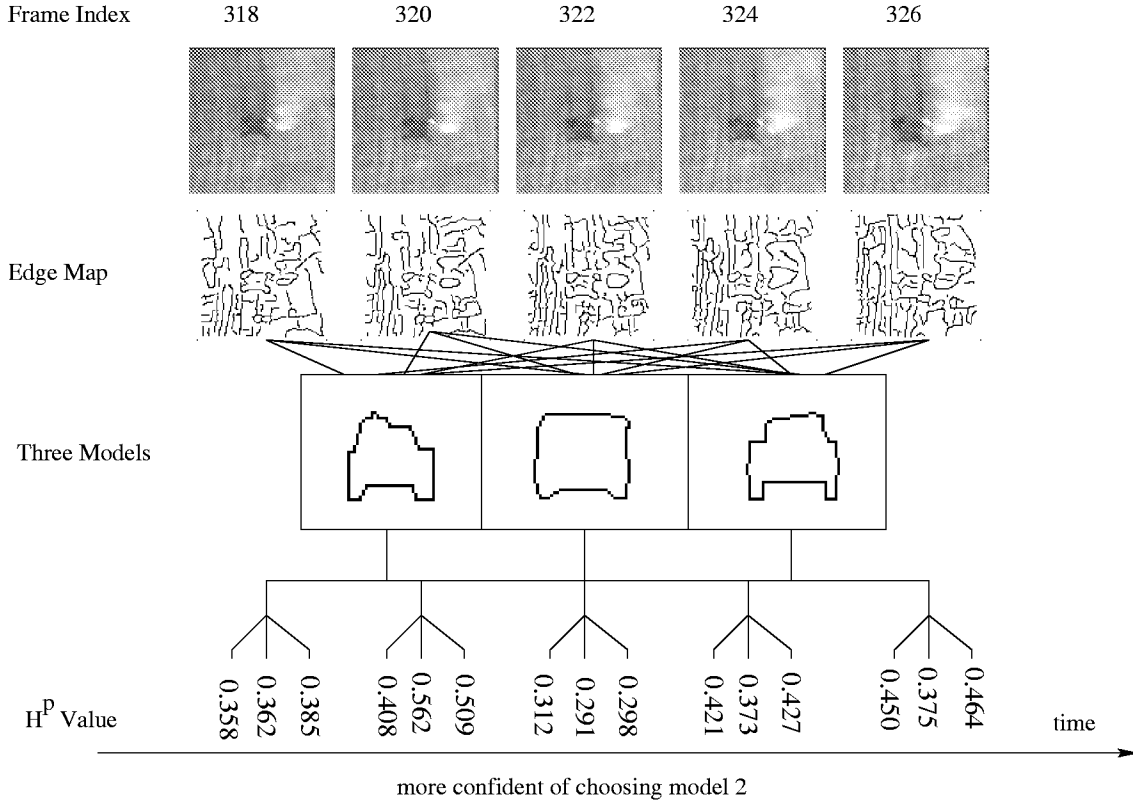 Frame Index 318 320 322 324 326
Edge Map
Three Models
H^p Value 0.358 0.362 0.385 0.408 0.562 0.509 0.312 0.291 0.298 0.421 0.373 0.427 0.450 0.375 0.464 time
more confident of choosing model 2